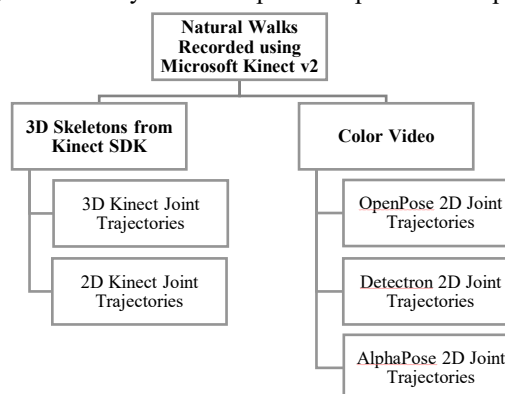 Natural Walks
Recorded using
Microsoft Kinect v2
3D Skeletons from
Kinect SDK
Color Video
3D Kinect Joint
Trajectories
2D Kinect Joint
Trajectories
OpenPose 2D Joint
Trajectories
Detectron 2D Joint
Trajectories
AlphaPose 2D Joint
Trajectories